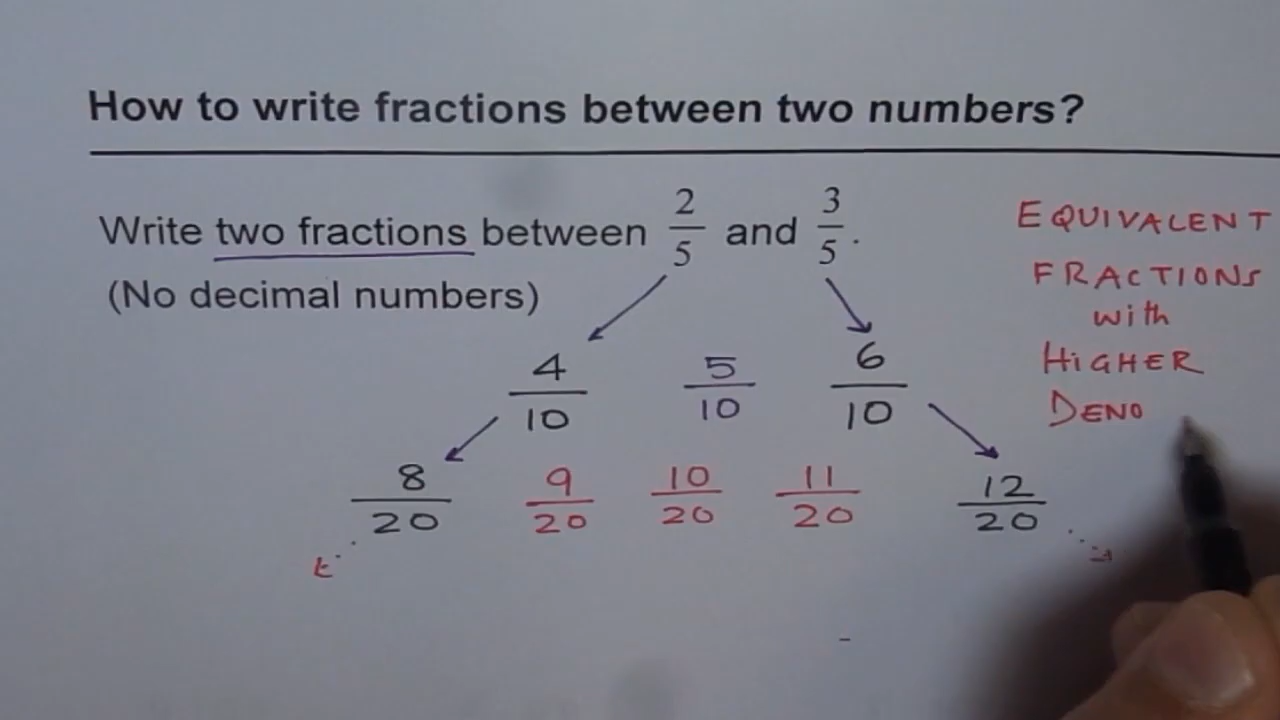 How to write fractions between two numbers?
Write two fractions between 2/5 and 3/5.
(No decimal numbers)
4/10 5/10 6/10
8/20 9/20 10/20 11/20 12/20
EQUIVALENT
FRACTIONS
with
HIGHER
DENO